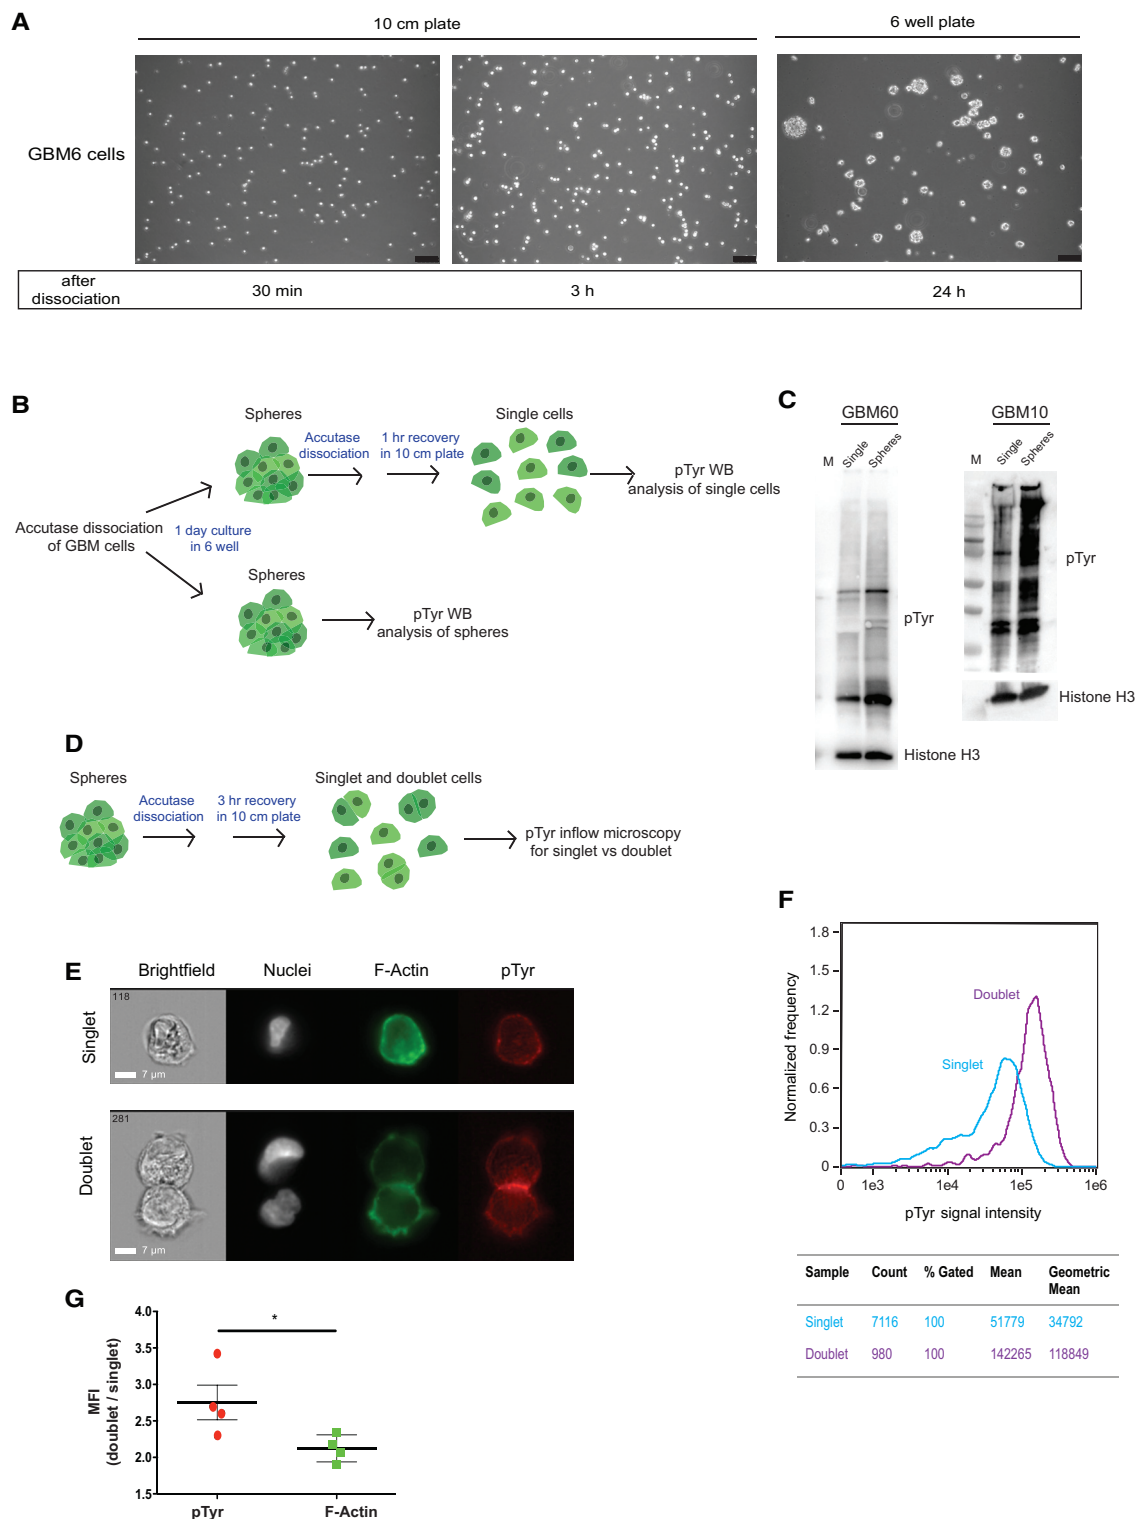 A
10 cm plate
6 well plate
GBM6 cells
after
dissociation
30 min
3 h
24 h
B
Spheres
Accutase
dissociation
1 hr recovery
in 10 cm plate
Single cells
pTyr WB
analysis of single cells
Accutase dissociation
of GBM cells
1 day culture
in 6 well
Spheres
pTyr WB
analysis of spheres
C
GBM60
M
Single
Spheres
pTyr
Histone H3
GBM10
M
Single
Spheres
pTyr
Histone H3
D
Spheres
Accutase
dissociation
3 hr recovery
in 10 cm plate
Singlet and doublet cells
pTyr inflow microscopy
for singlet vs doublet
E
Brightfield
Nuclei
F-Actin
pTyr
Singlet
118
7 µm
Doublet
281
7 µm
F
Normalized frequency
1.8
1.5
1.2
0.9
0.6
0.3
0
Doublet
Singlet
0
1e3
1e4
1e5
1e6
pTyr signal intensity
Sample Count % Gated Mean Geometric
Mean
Singlet 7116 100 51779 34792
Doublet 980 100 142265 118849
G
MFI
(doublet / singlet)
4.0
3.5
3.0
2.5
2.0
1.5
*
pTyr
F-Actin